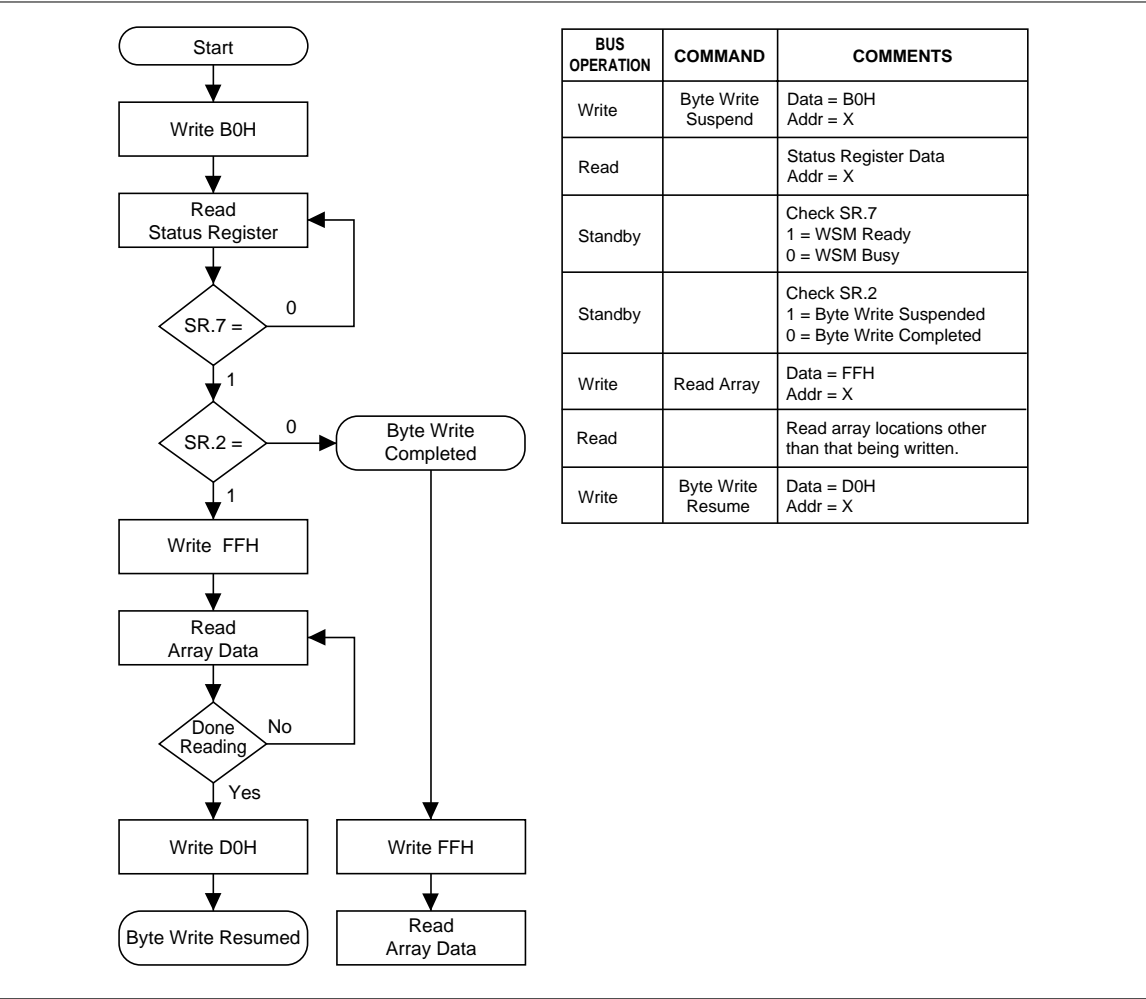 Start
Write B0H
Read
Status Register
SR.7 =
0
1
SR.2 =
0
Byte Write
Completed
1
Write FFH
Read
Array Data
Done
Reading
No
Yes
Write D0H
Write FFH
Byte Write Resumed
Read
Array Data
BUS
OPERATION
COMMAND
COMMENTS
Write
Byte Write
Suspend
Data = B0H
Addr = X
Read
Status Register Data
Addr = X
Standby
Check SR.7
1 = WSM Ready
0 = WSM Busy
Standby
Check SR.2
1 = Byte Write Suspended
0 = Byte Write Completed
Write
Read Array
Data = FFH
Addr = X
Read
Read array locations other
than that being written.
Write
Byte Write
Resume
Data = D0H
Addr = X